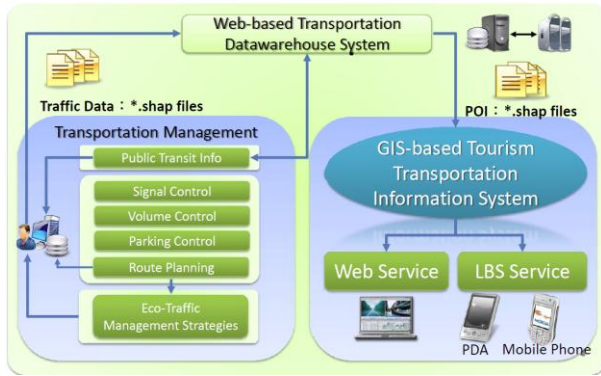 Web-based Transportation
Datawarehouse System
Traffic Data：*.shap files
POI：*.shap files
Transportation Management
Public Transit Info
Signal Control
Volume Control
Parking Control
Route Planning
Eco-Traffic
Management Strategies
GIS-based Tourism
Transportation
Information System
Web Service
LBS Service
PDA
Mobile Phone